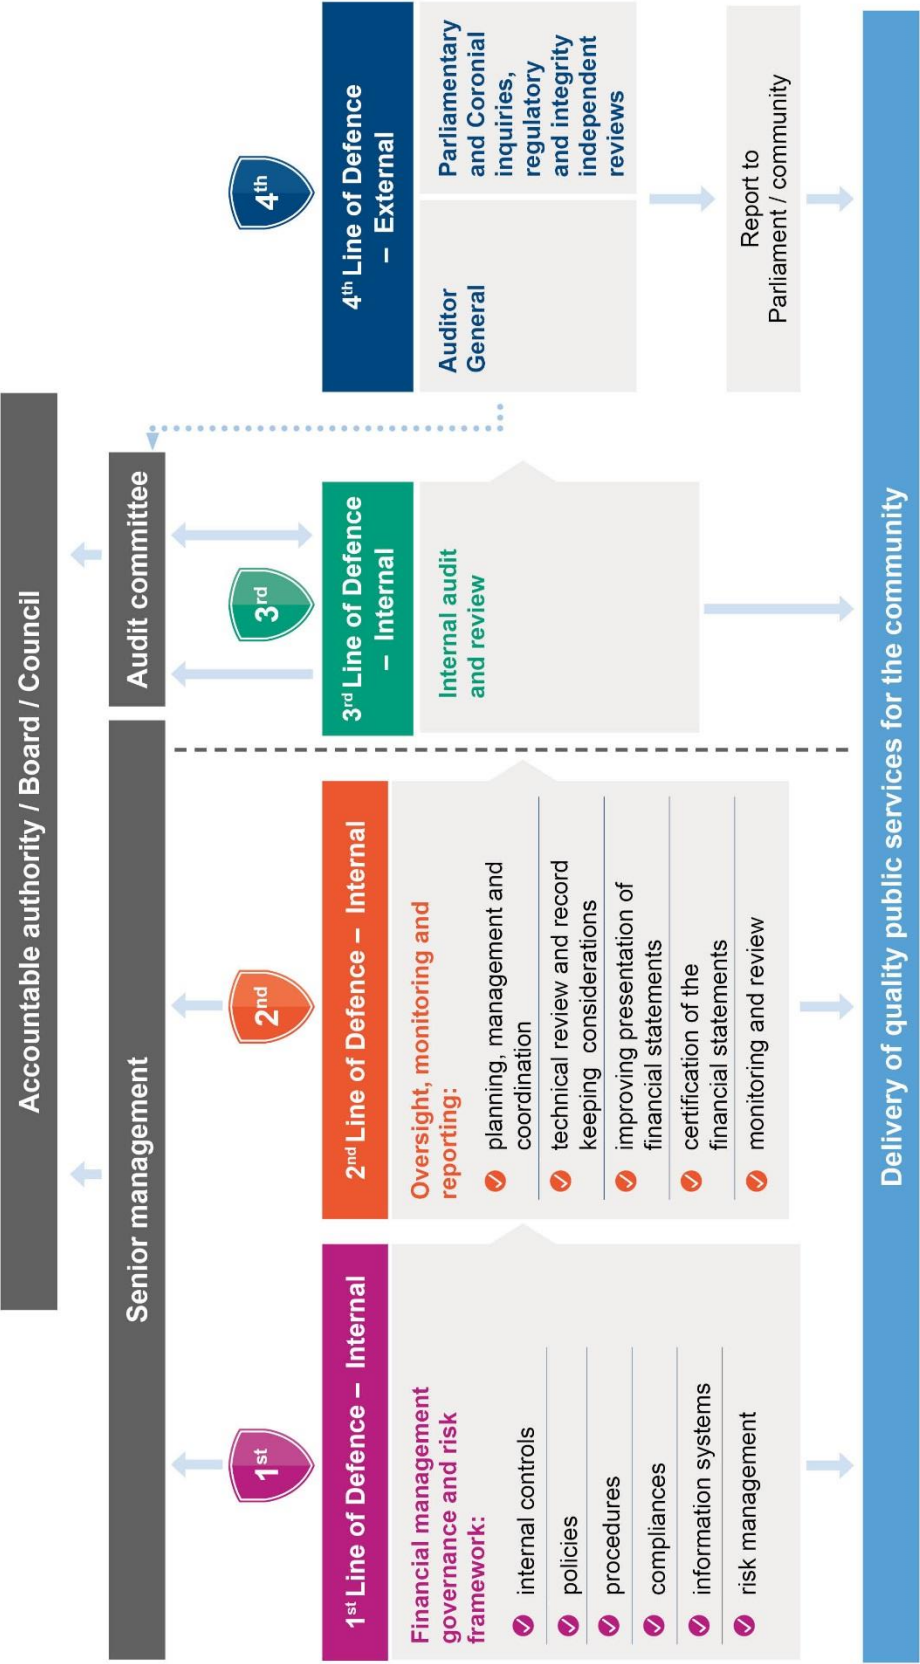 Accountable authority / Board / Council
Senior management
Audit committee
1st
1st Line of Defence – Internal
Financial management
governance and risk
framework:
internal controls
policies
procedures
compliances
information systems
risk management
2nd
2nd Line of Defence – Internal
Oversight, monitoring and
reporting:
planning, management and
coordination
technical review and record
keeping considerations
improving presentation of
financial statements
certification of the
financial statements
monitoring and review
3rd
3rd Line of Defence
– Internal
Internal audit
and review
4th
4th Line of Defence
– External
Auditor
General
Parliamentary
and Coronial
inquiries,
regulatory
and integrity
independent
reviews
Report to
Parliament / community
Delivery of quality public services for the community